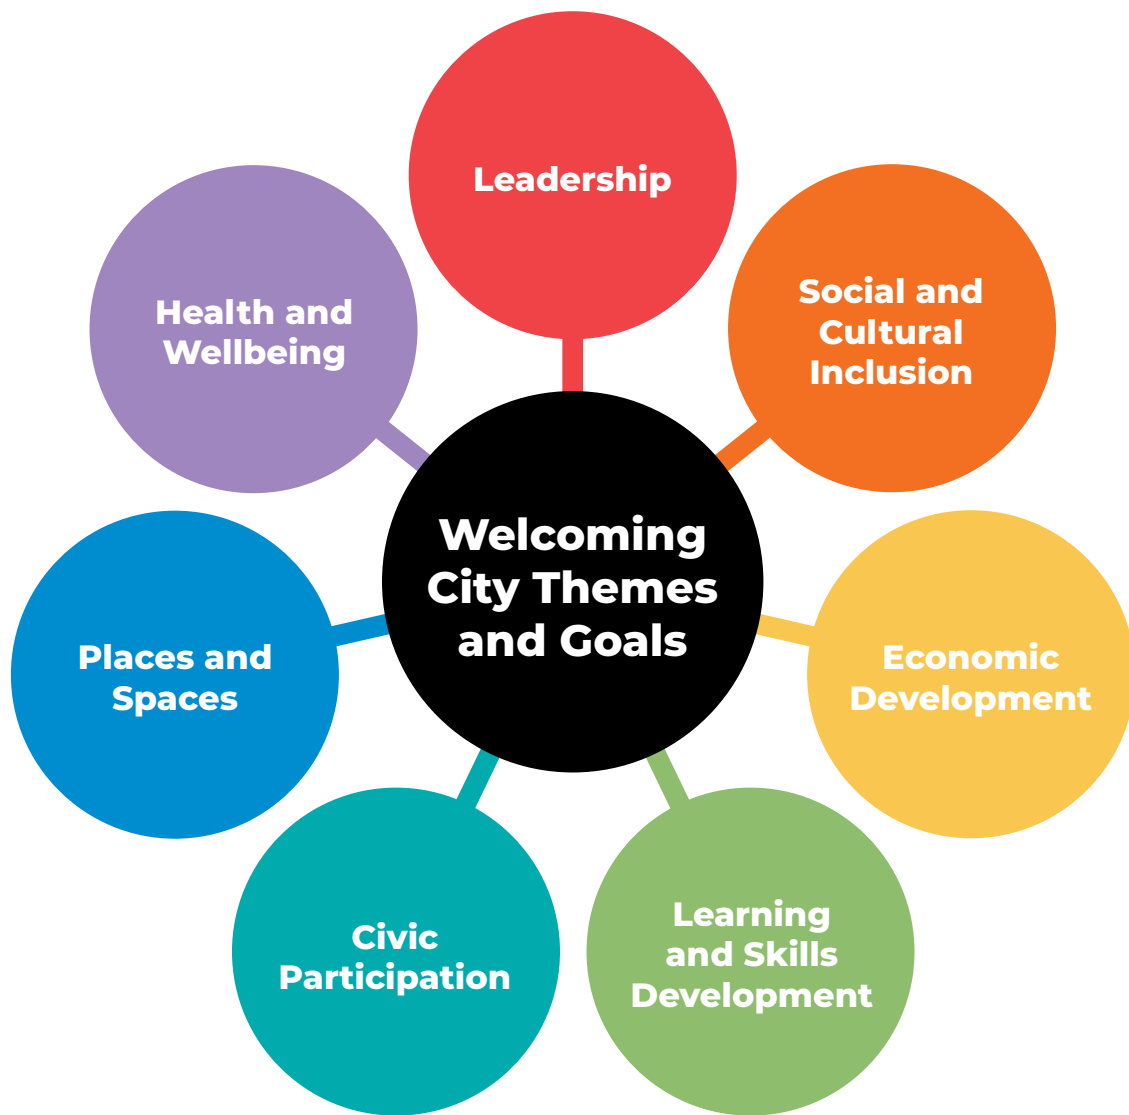 Leadership
Social and
Cultural
Inclusion
Economic
Development
Learning
and Skills
Development
Civic
Participation
Places and
Spaces
Health and
Wellbeing
Welcoming
City Themes
and Goals